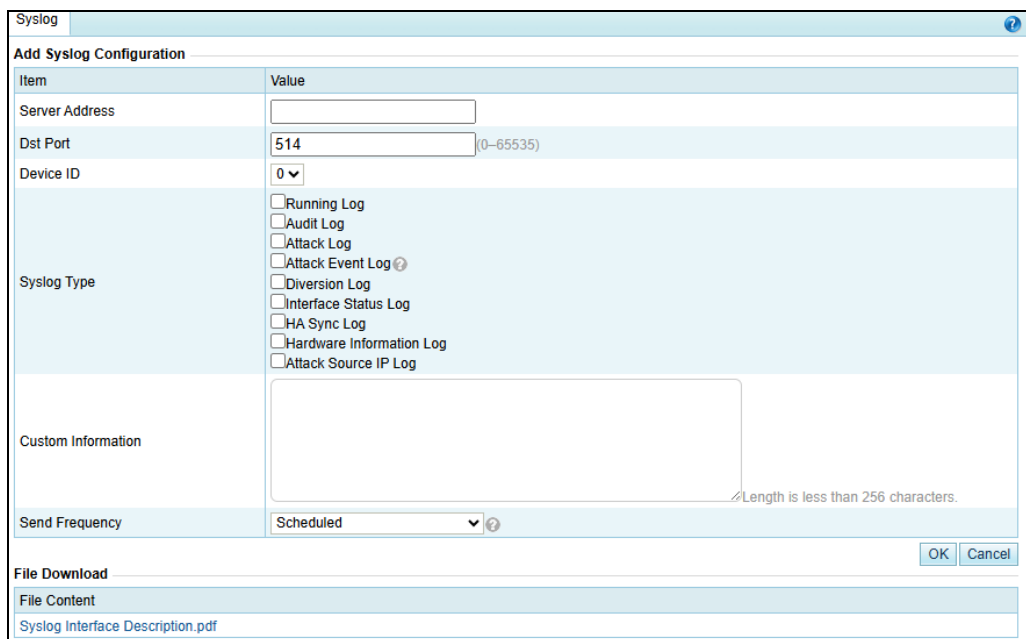 Syslog
Add Syslog Configuration
Item Value
Server Address
Dst Port 514 (0–65535)
Device ID 0
Syslog Type
Running Log
Audit Log
Attack Log
Attack Event Log
Diversion Log
Interface Status Log
HA Sync Log
Hardware Information Log
Attack Source IP Log
Custom Information
Length is less than 256 characters.
Send Frequency Scheduled
OK Cancel
File Download
File Content
Syslog Interface Description.pdf